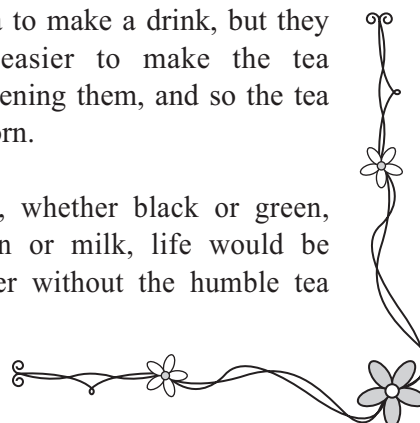 to make a drink, but they
easier to make the tea
ening them, and so the tea
rn.
, whether black or green,
n or milk, life would be
er without the humble tea